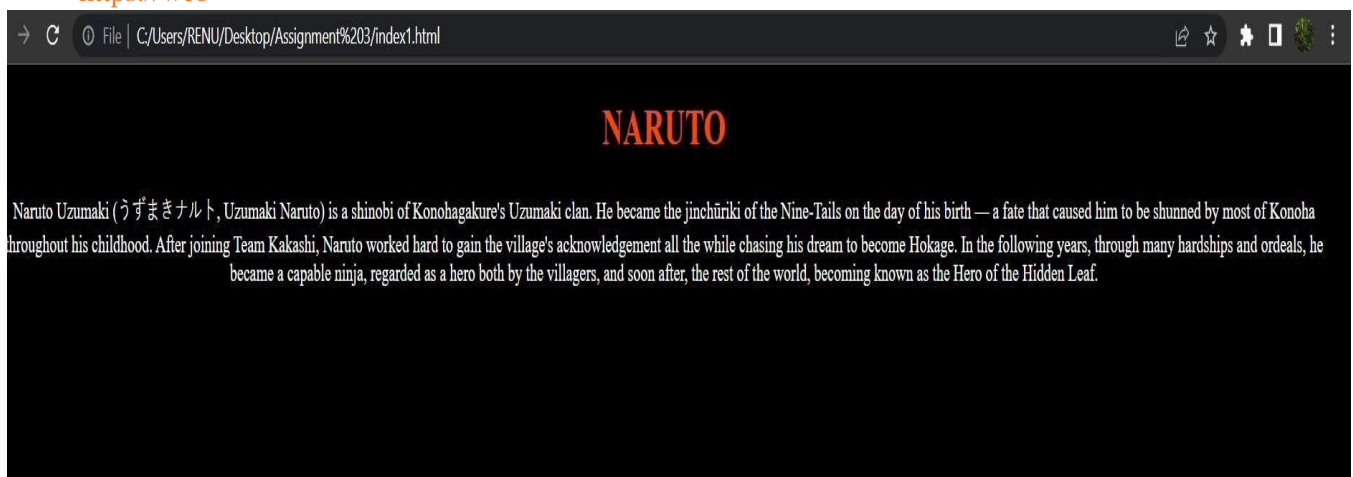 File | C:/Users/RENU/Desktop/Assignment%203/index1.html
NARUTO
Naruto Uzumaki (うずまきナルト, Uzumaki Naruto) is a shinobi of Konohagakure's Uzumaki clan. He became the jinchūriki of the Nine-Tails on the day of his birth — a fate that caused him to be shunned by most of Konoha
throughout his childhood. After joining Team Kakashi, Naruto worked hard to gain the village's acknowledgement all the while chasing his dream to become Hokage. In the following years, through many hardships and ordeals, he
became a capable ninja, regarded as a hero both by the villagers, and soon after, the rest of the world, becoming known as the Hero of the Hidden Leaf.